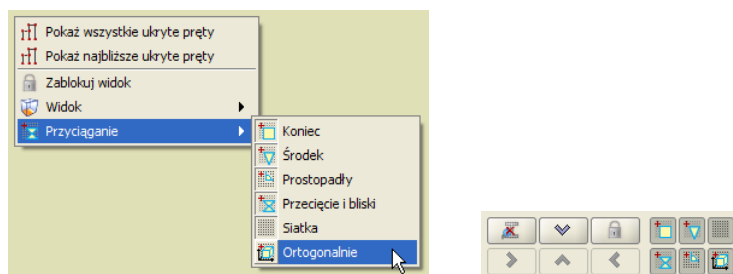 Pokaż wszystkie ukryte pręty
Pokaż najbliższe ukryte pręty
Zablokuj widok
Widok
Przyciąganie
Koniec
Środek
Prostopadły
Przecięcie i bliski
Siatka
Ortogonalnie